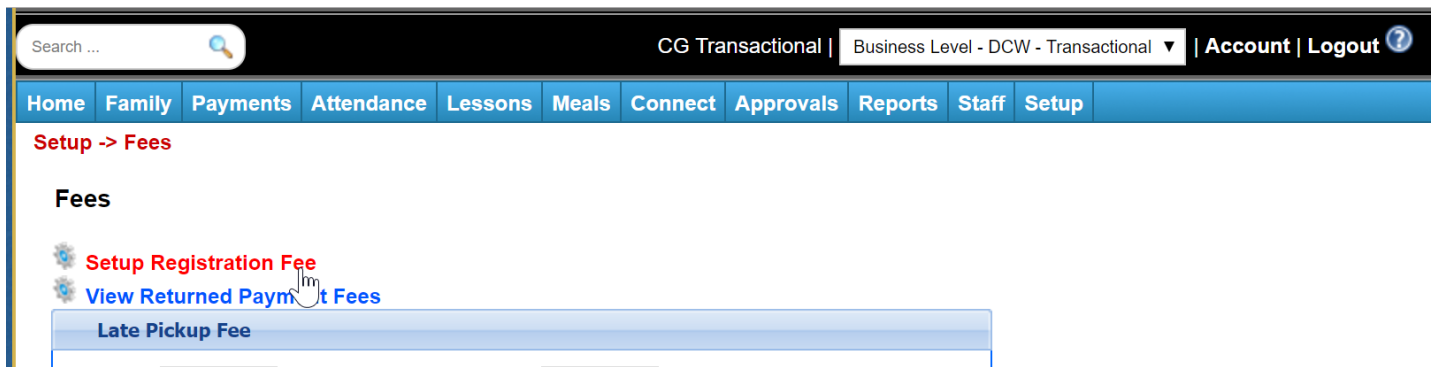 Search ...
CG Transactional | Business Level - DCW - Transactional ▼ | Account | Logout ?
Home Family Payments Attendance Lessons Meals Connect Approvals Reports Staff Setup
Setup -> Fees
Fees
Setup Registration Fee
View Returned Payment Fees
Late Pickup Fee